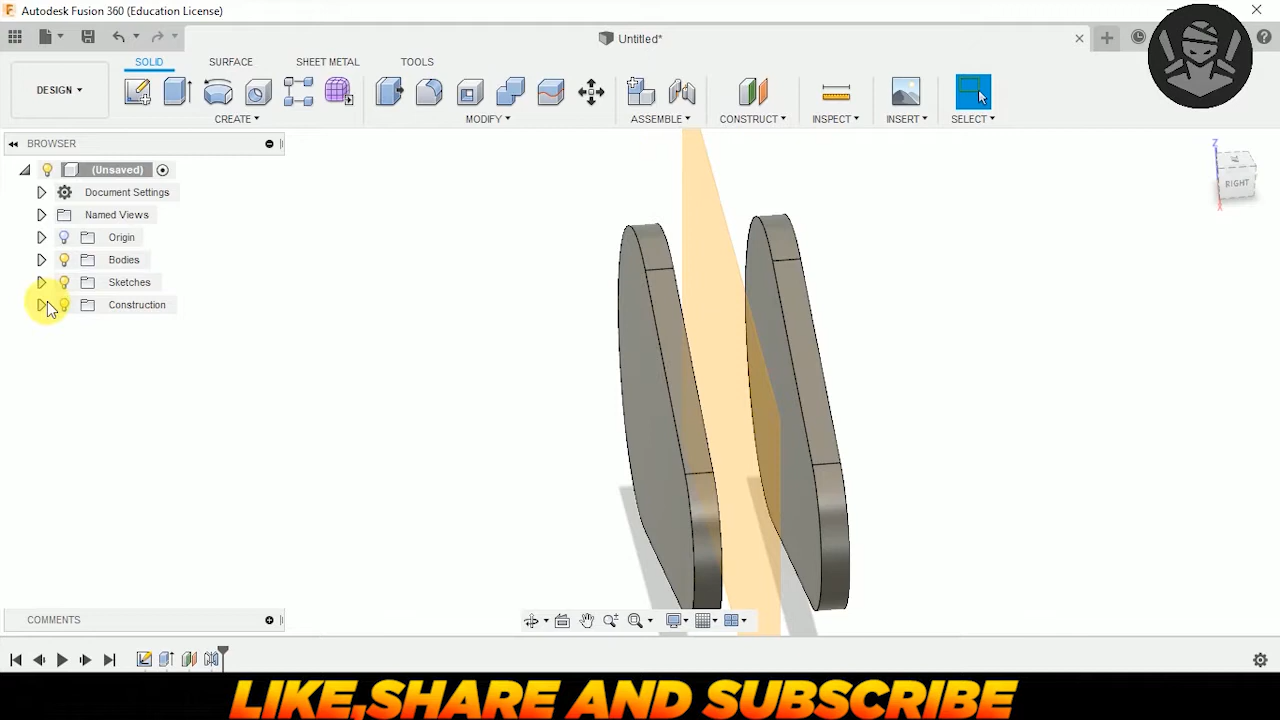 Autodesk Fusion 360 (Education License)
Untitled*
SOLID SURFACE SHEET METAL TOOLS
DESIGN
CREATE MODIFY ASSEMBLE CONSTRUCT INSPECT INSERT SELECT
BROWSER
(Unsaved)
Document Settings
Named Views
Origin
Bodies
Sketches
Construction
Z
RIGHT
X
COMMENTS
LIKE,SHARE AND SUBSCRIBE